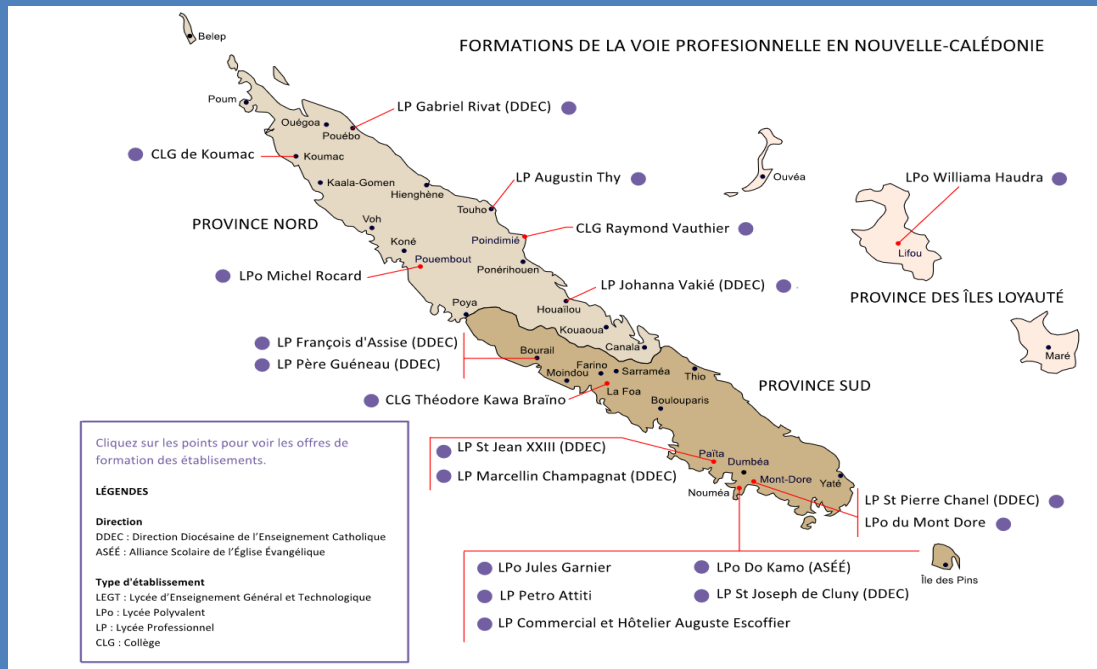 FORMATIONS DE LA VOIE PROFESIONNELLE EN NOUVELLE-CALÉDONIE
Belep
Poum
Ouégoa
Pouébo
LP Gabriel Rivat (DDEC)
CLG de Koumac
Koumac
Kaala-Gomen
Hienghène
LP Augustin Thy
Touho
Ouvéa
LPo Williama Haudra
PROVINCE NORD
Voh
Koné
Poindimié
CLG Raymond Vauthier
Lifou
Pouembout
Ponérihouen
LPo Michel Rocard
LP Johanna Vakié (DDEC)
PROVINCE DES ÎLES LOYAUTÉ
Poya
Houaïlou
Kouaoua
Canala
Maré
LP François d'Assise (DDEC)
LP Père Guéneau (DDEC)
Bourail
Moindou
Farino
Sarraméa
Thio
PROVINCE SUD
CLG Théodore Kawa Braïno
La Foa
Boulouparis
LP St Jean XXIII (DDEC)
LP Marcellin Champagnat (DDEC)
Païta
Dumbéa
Mont-Dore
Nouméa
Yaté
LP St Pierre Chanel (DDEC)
LPo du Mont Dore
LPo Jules Garnier
LPo Do Kamo (ASÉÉ)
LP Petro Attiti
LP St Joseph de Cluny (DDEC)
LP Commercial et Hôtelier Auguste Escoffier
Île des Pins
Cliquez sur les points pour voir les offres de
formation des établisements.
LÉGENDES
Direction
DDEC : Direction Diocésaine de l'Enseignement Catholique
ASÉÉ : Alliance Scolaire de l'Église Évangélique
Type d'établissement
LEGT : Lycée d'Enseignement Général et Technologique
LPo : Lycée Polyvalent
LP : Lycée Professionnel
CLG : Collège